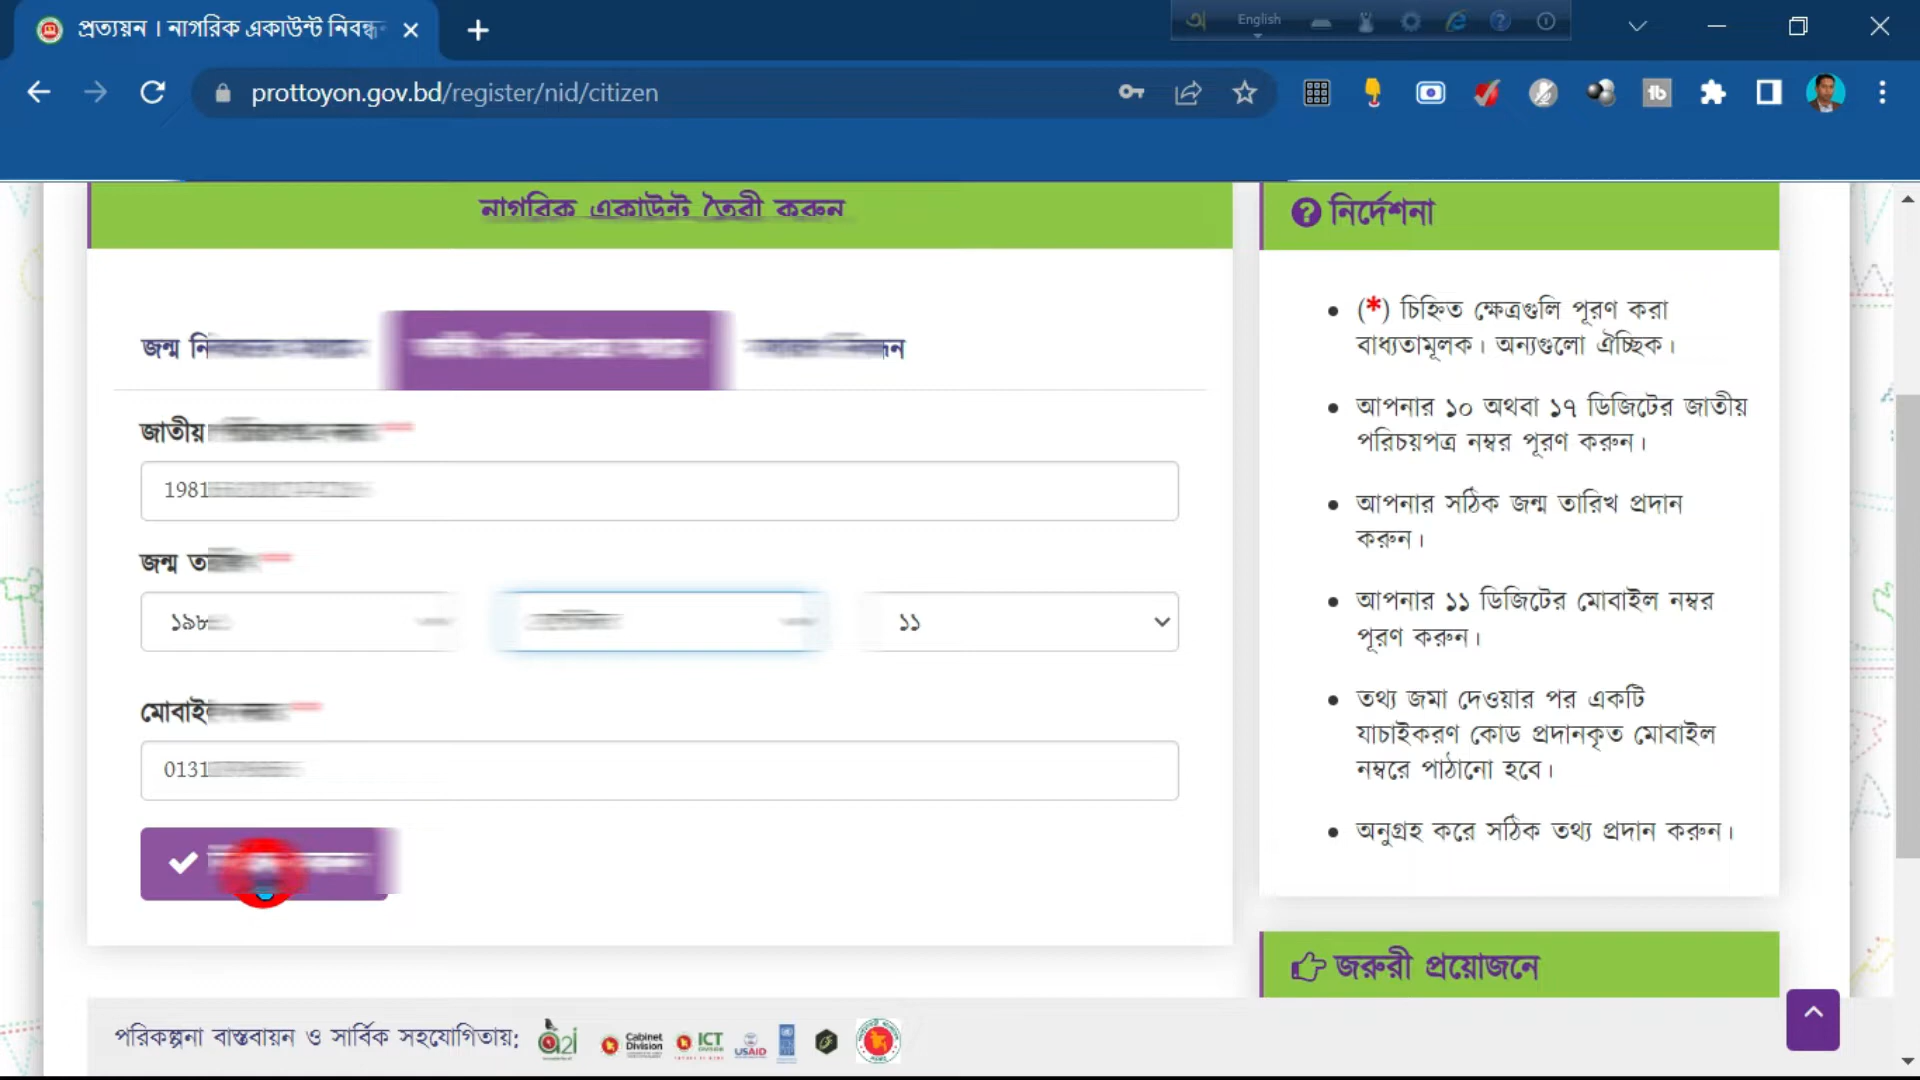 প্রত্যয়ন । নাগরিক একাউন্ট নিবন্ধ
English
prottoyon.gov.bd/register/nid/citizen
নাগরিক একাউন্ট তৈরী করুন
জন্ম
জাতীয়
1981
জন্ম
১৯৮
১১
0131
নির্দেশনা
(*) চিহ্নিত ক্ষেত্রগুলি পূরণ করা
বাধ্যতামূলক। অন্যগুলো ঐচ্ছিক।
আপনার ১০ অথবা ১৭ ডিজিটের জাতীয়
পরিচয়পত্র নম্বর পূরণ করুন।
আপনার সঠিক জন্ম তারিখ প্রদান
করুন।
আপনার ১১ ডিজিটের মোবাইল নম্বর
পূরণ করুন।
তথ্য জমা দেওয়ার পর একটি
যাচাইকরণ কোড প্রদানকৃত মোবাইল
নম্বরে পাঠানো হবে।
অনুগ্রহ করে সঠিক তথ্য প্রদান করুন।
জরুরী প্রয়োজনে
পরিকল্পনা বাস্তবায়ন ও সার্বিক সহযোগিতায়:
a2i
Cabinet
Division
ICT
USAID